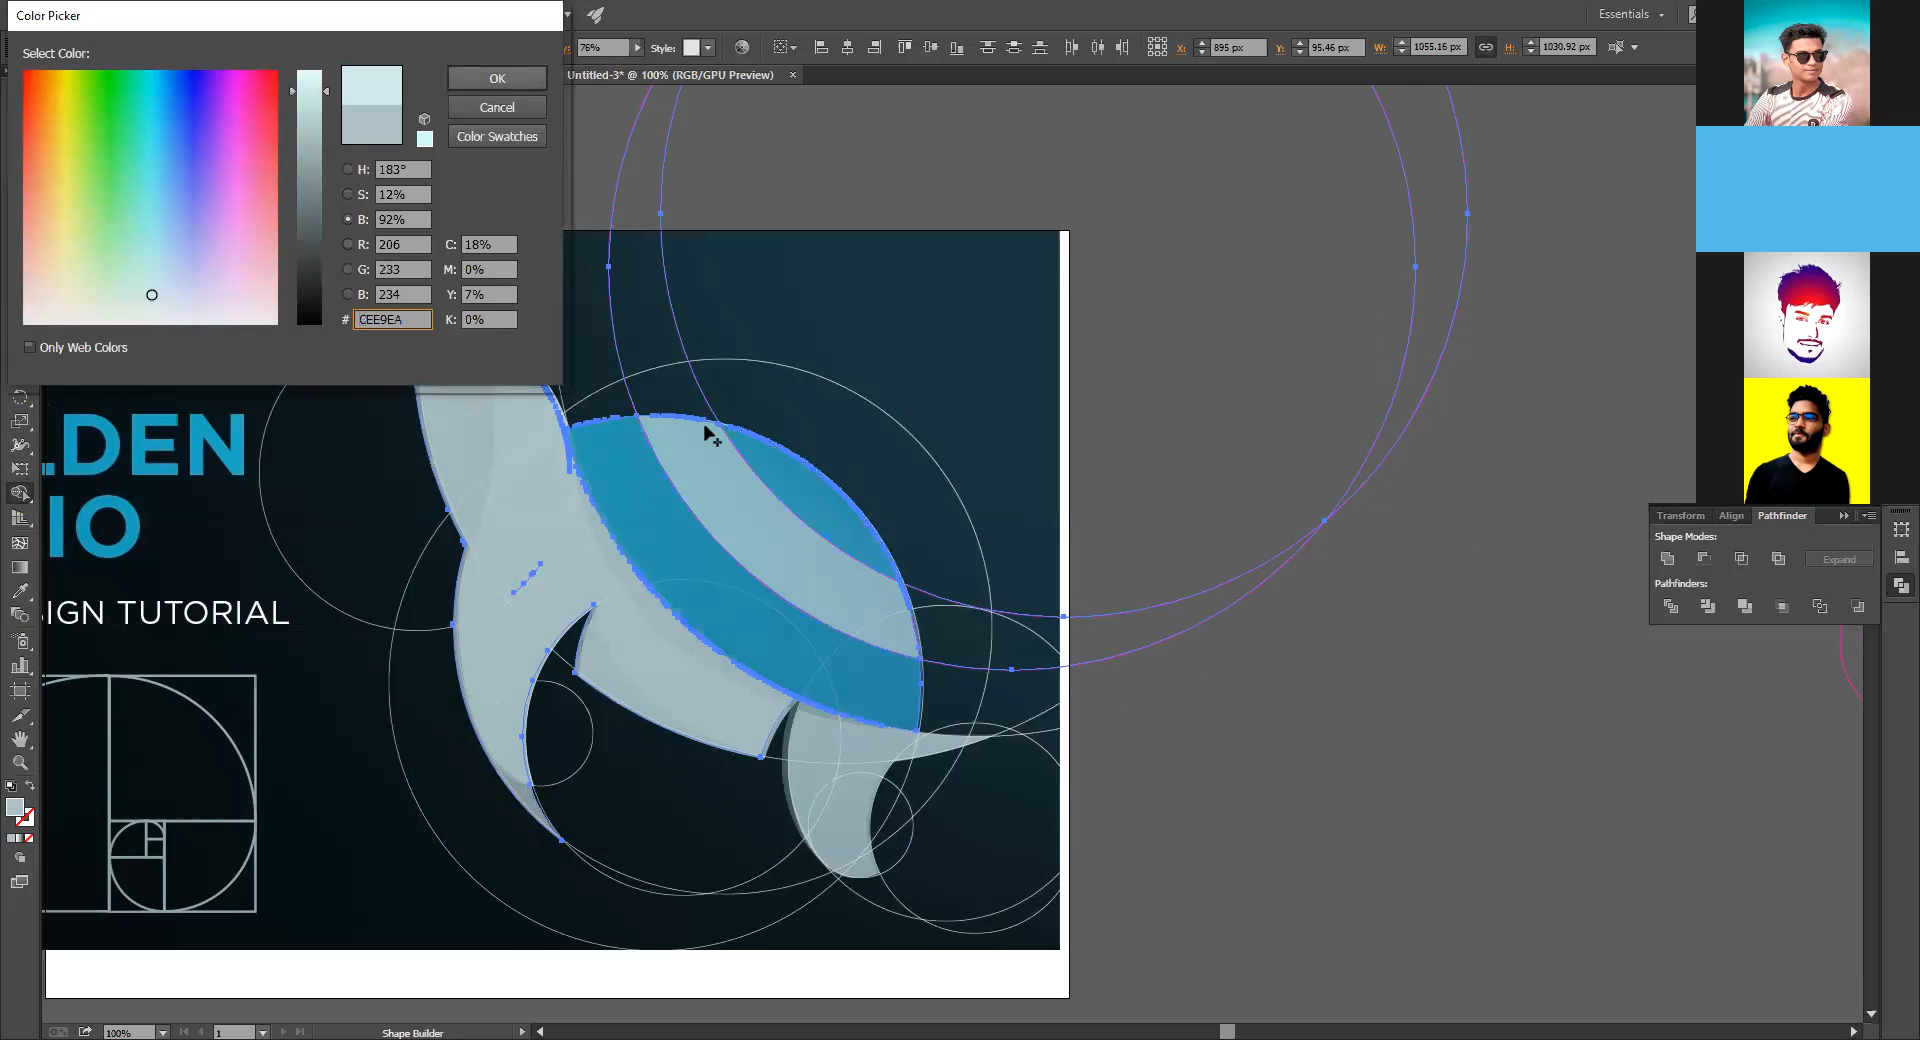 Color Picker
Select Color:
OK
Cancel
Color Swatches
H: 183°
S: 12%
B: 92%
R: 206 C: 18%
G: 233 M: 0%
B: 234 Y: 7%
# CEE9EA K: 0%
Only Web Colors
76% Style: X: 895 px Y: 95.46 px W: 1055.16 px H: 1030.92 px
Essentials
Untitled-3* @ 100% (RGB/GPU Preview) ×
DEN
IO
IGN TUTORIAL
Transform Align Pathfinder
Shape Modes:
Expand
Pathfinders:
100% 1 Shape Builder